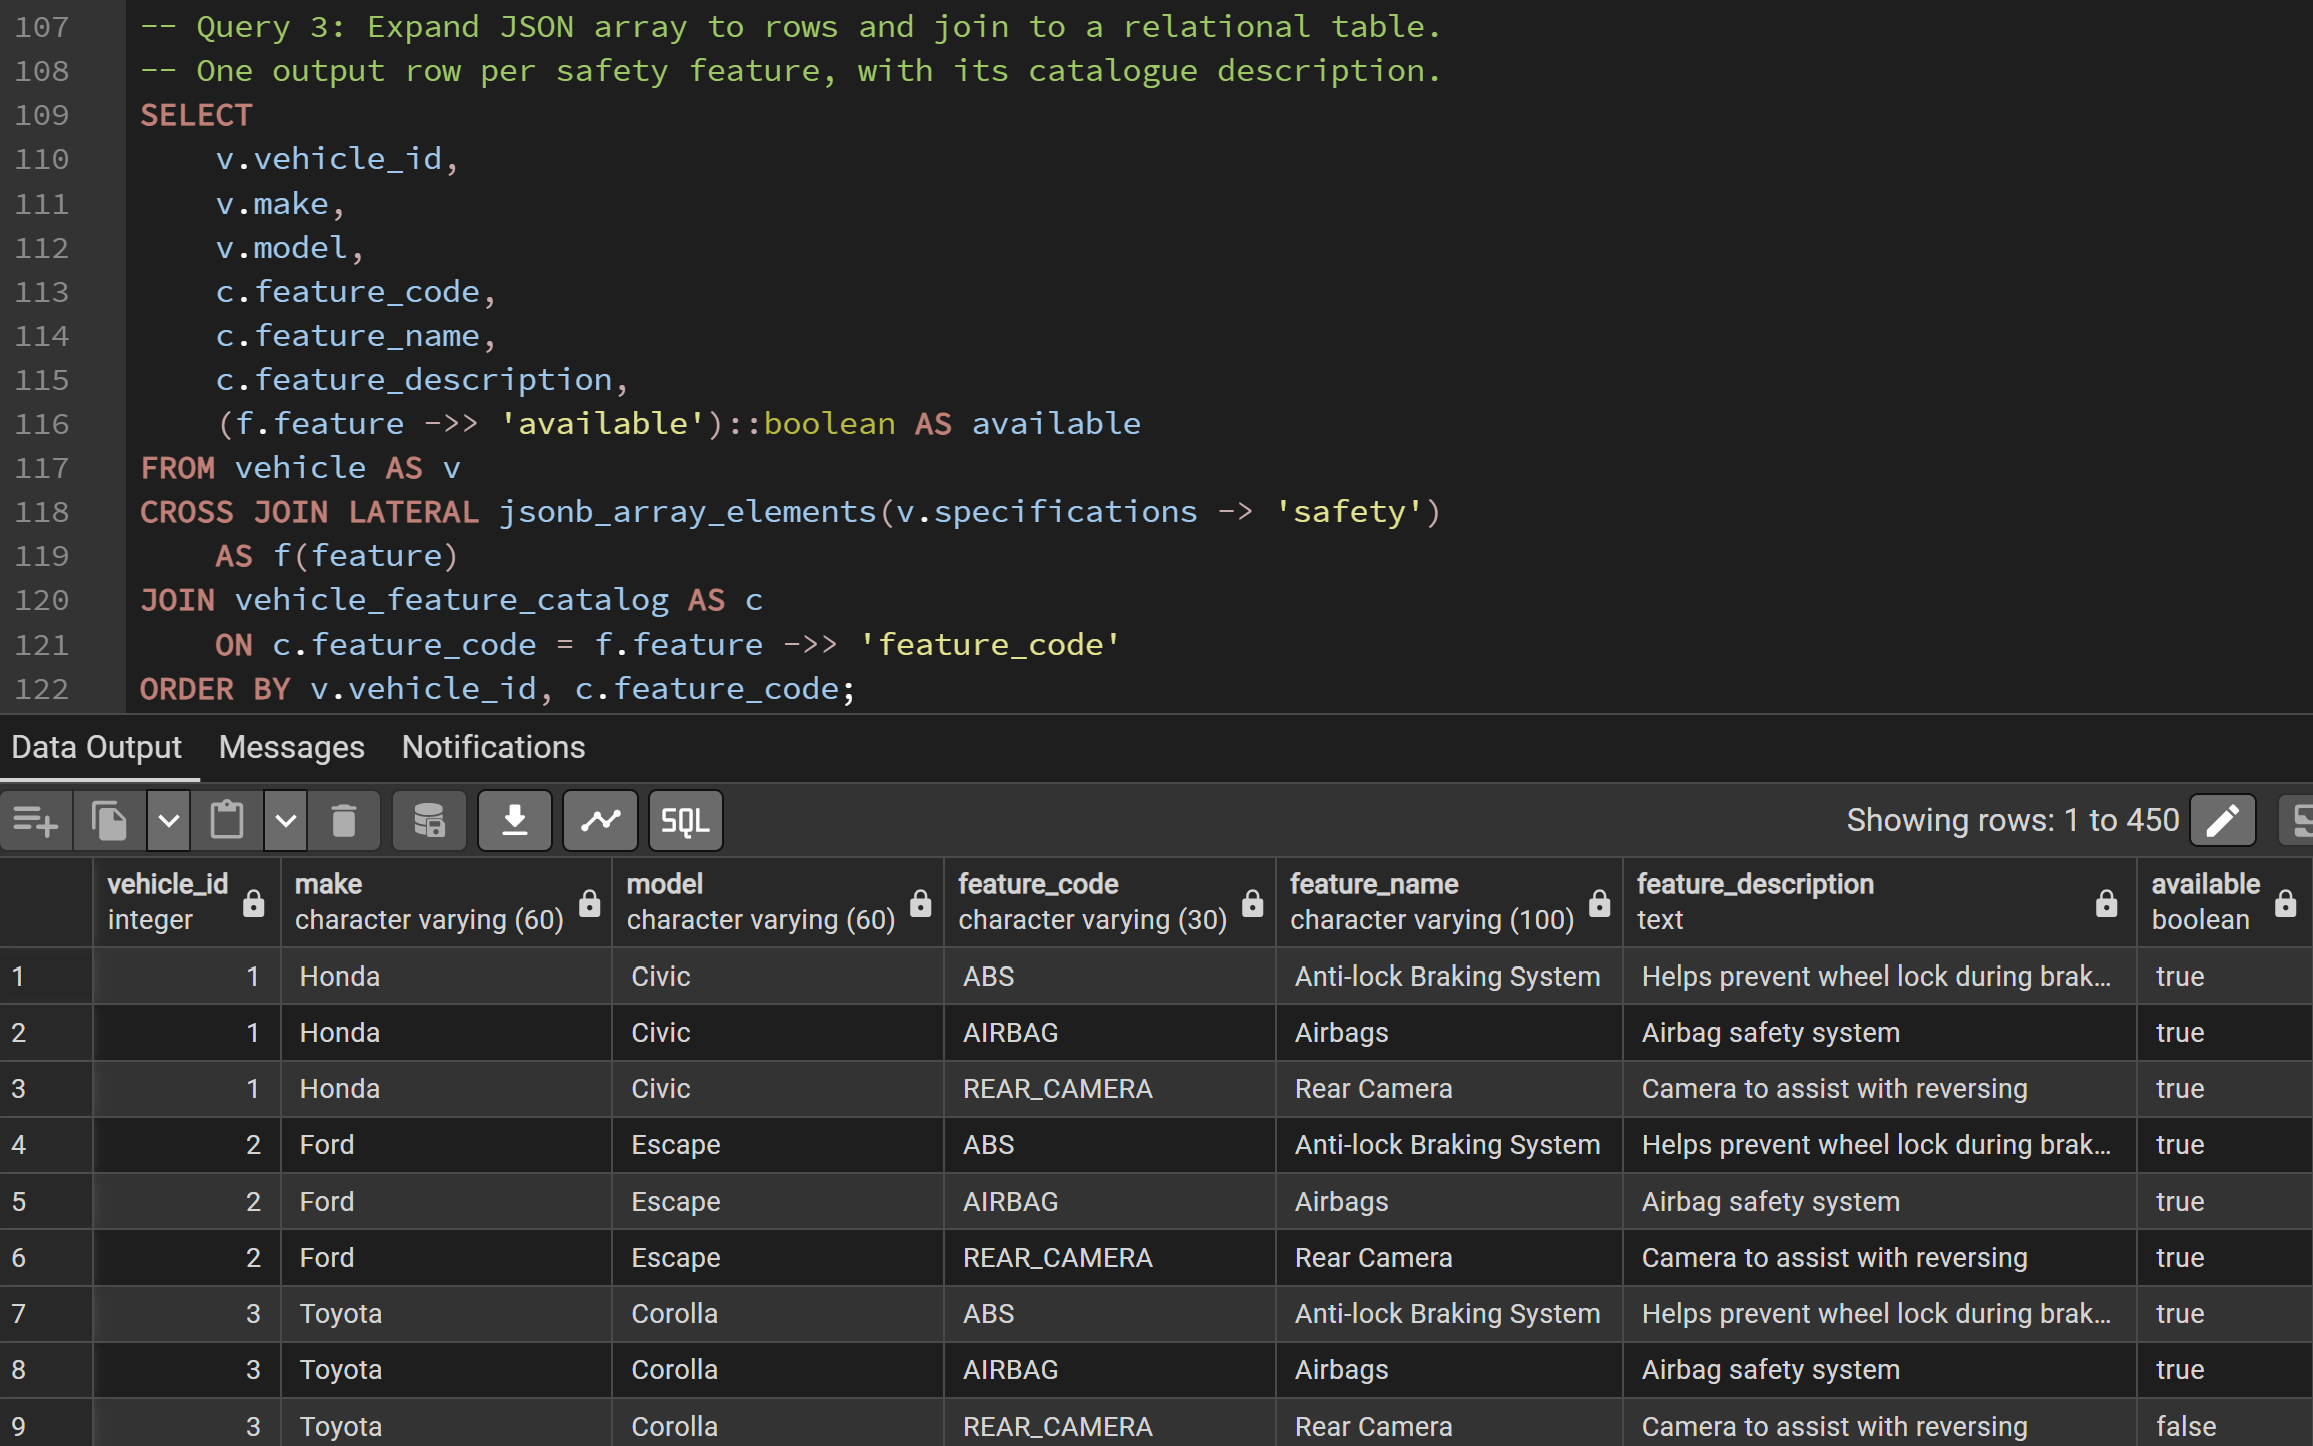 107 -- Query 3: Expand JSON array to rows and join to a relational table.
108 -- One output row per safety feature, with its catalogue description.
109 SELECT
110     v.vehicle_id,
111     v.make,
112     v.model,
113     c.feature_code,
114     c.feature_name,
115     c.feature_description,
116     (f.feature ->> 'available')::boolean AS available
117 FROM vehicle AS v
118 CROSS JOIN LATERAL jsonb_array_elements(v.specifications -> 'safety')
119     AS f(feature)
120 JOIN vehicle_feature_catalog AS c
121     ON c.feature_code = f.feature ->> 'feature_code'
122 ORDER BY v.vehicle_id, c.feature_code;
Data Output Messages Notifications
SQL Showing rows: 1 to 450
vehicle_id make model feature_code feature_name feature_description available
integer character varying (60) character varying (60) character varying (30) character varying (100) text boolean
1 1 Honda Civic ABS Anti-lock Braking System Helps prevent wheel lock during brak... true
2 1 Honda Civic AIRBAG Airbags Airbag safety system true
3 1 Honda Civic REAR_CAMERA Rear Camera Camera to assist with reversing true
4 2 Ford Escape ABS Anti-lock Braking System Helps prevent wheel lock during brak... true
5 2 Ford Escape AIRBAG Airbags Airbag safety system true
6 2 Ford Escape REAR_CAMERA Rear Camera Camera to assist with reversing true
7 3 Toyota Corolla ABS Anti-lock Braking System Helps prevent wheel lock during brak... true
8 3 Toyota Corolla AIRBAG Airbags Airbag safety system true
9 3 Toyota Corolla REAR_CAMERA Rear Camera Camera to assist with reversing false